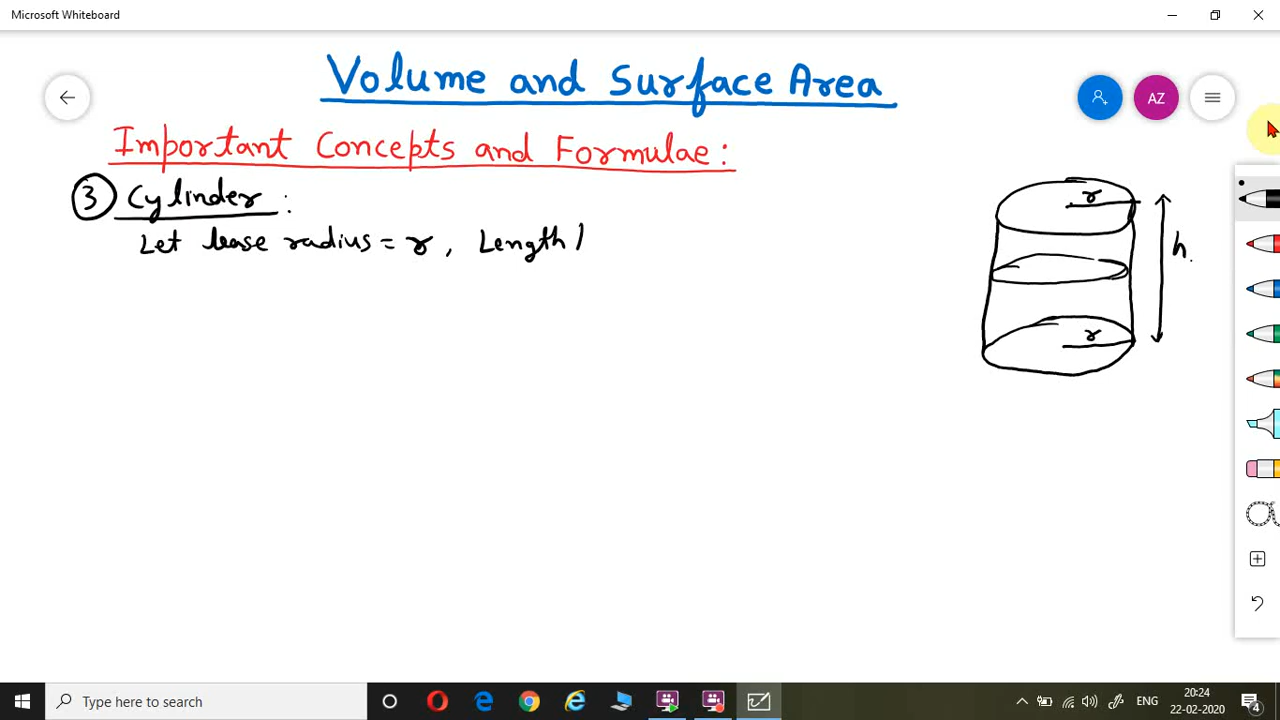 Microsoft Whiteboard
Volume and Surface Area
AZ
Important Concepts and Formulae:
3 Cylinder :
Let base radius = r , Length /
r
h
r
Type here to search
ENG
20:24
22-02-2020
4